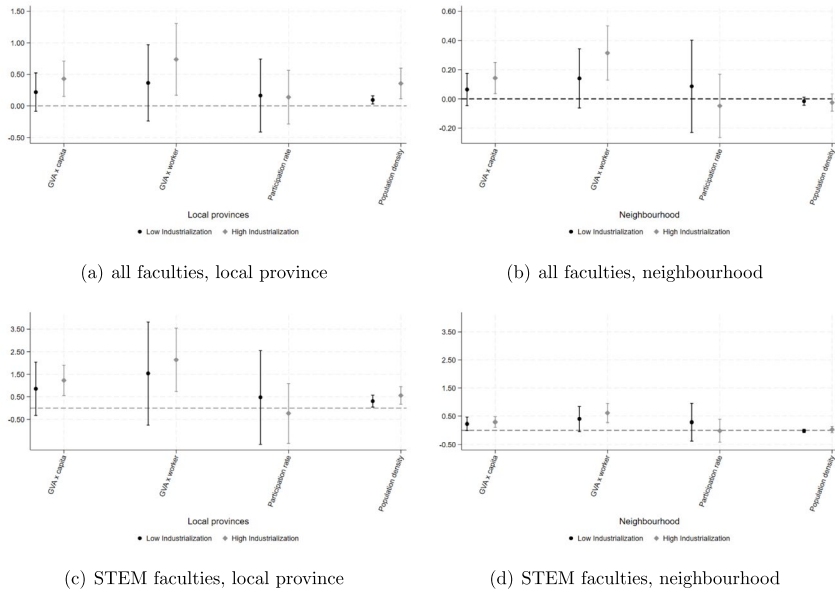 1.50
1.00
0.50
0.00
-0.50
GVA x capita
GVA x worker
Participation rate
Population density
Local provinces
Low Industrialization High Industrialization
(a) all faculties, local province
0.60
0.40
0.20
0.00
-0.20
GVA x capita
GVA x worker
Participation rate
Population density
Neighbourhood
Low Industrialization High Industrialization
(b) all faculties, neighbourhood
3.50
2.50
1.50
0.50
-0.50
GVA x capita
GVA x worker
Participation rate
Population density
Local provinces
Low Industrialization High Industrialization
(c) STEM faculties, local province
3.50
2.50
1.50
0.50
-0.50
GVA x capita
GVA x worker
Participation rate
Population density
Neighbourhood
Low Industrialization High Industrialization
(d) STEM faculties, neighbourhood